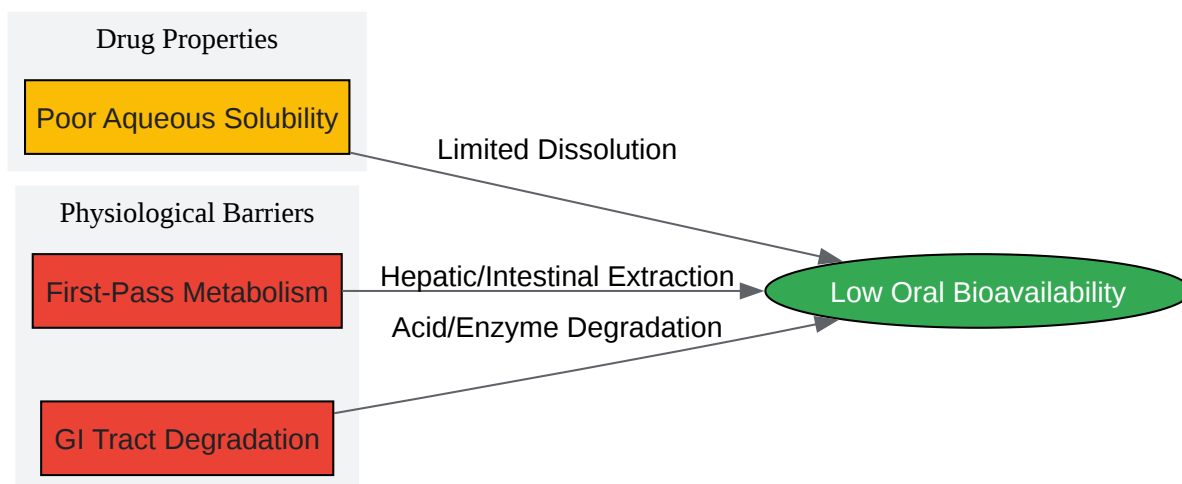 Drug Properties
Poor Aqueous Solubility
Limited Dissolution
Physiological Barriers
First-Pass Metabolism
Hepatic/Intestinal Extraction
Low Oral Bioavailability
Acid/Enzyme Degradation
GI Tract Degradation